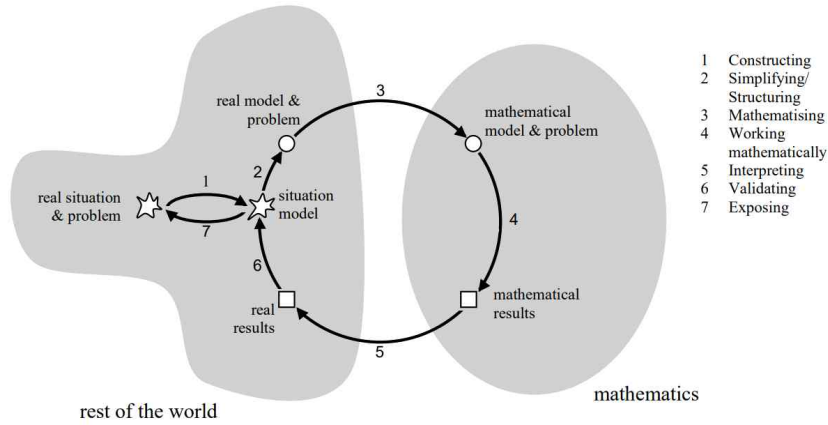 real model &
problem
3
mathematical
model & problem
1 Constructing
2 Simplifying/
Structuring
3 Mathematising
4 Working
mathematically
5 Interpreting
6 Validating
7 Exposing
real situation
& problem
1
2
situation
model
7
4
6
real
results
mathematical
results
5
mathematics
rest of the world